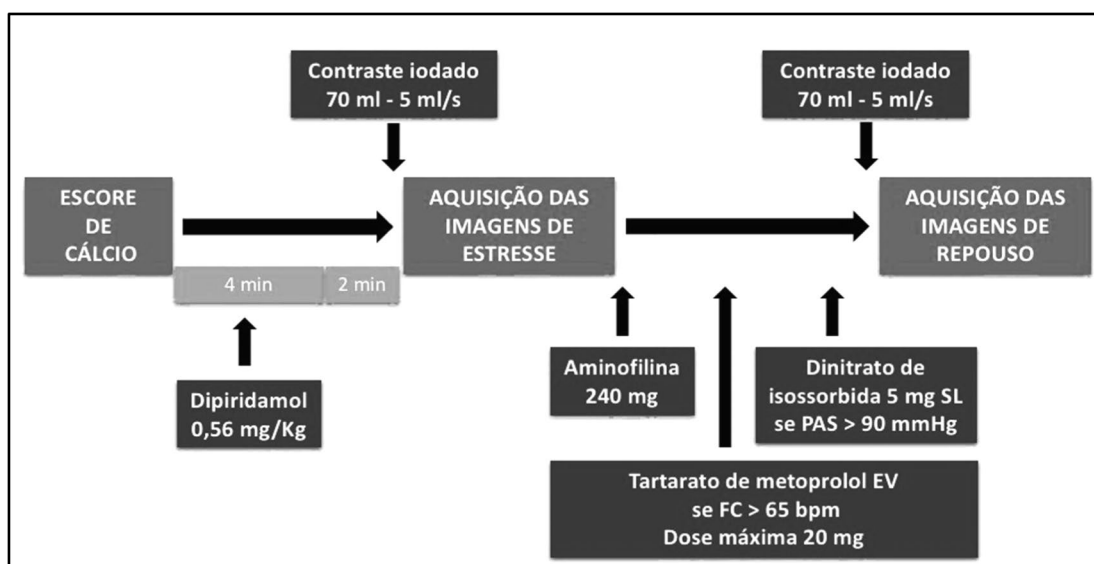 Contraste iodado
70 ml - 5 ml/s
Contraste iodado
70 ml - 5 ml/s
ESCORE
DE
CÁLCIO
AQUISIÇÃO DAS
IMAGENS DE
ESTRESSE
AQUISIÇÃO DAS
IMAGENS DE
REPOUSO
4 min
2 min
Dipiridamol
0,56 mg/Kg
Aminofilina
240 mg
Dinitrato de
isossorbida 5 mg SL
se PAS > 90 mmHg
Tartarato de metoprolol EV
se FC > 65 bpm
Dose máxima 20 mg